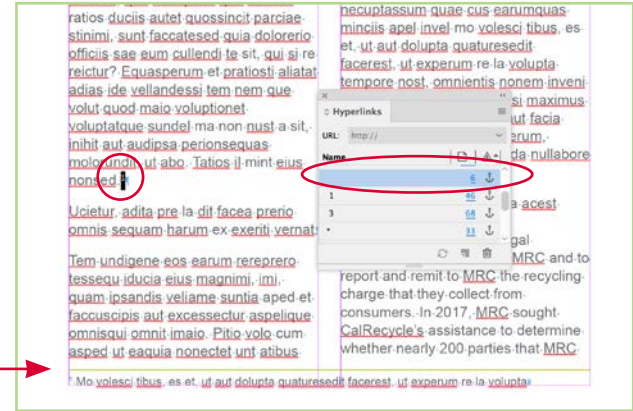 ratios duciis autet quossincit parciae
stinimi, sunt faccatesed quia dolorerio
officiis sae eum cullendi te sit, qui si re
reictur? Equasperum et pratiosti aliatat
adias ide vellandessi tem nem que
volut quod maio voluptionet
voluptatque sundel ma non nust a sit,
inihit aut audipsa perionsequas
molorundit, ut abo. Tatios il mint eius
nonsed
Ucietur, adita pre la dit facea prerio
omnis sequam harum ex exeriti vernat
Tem undigene eos earum rereprero
tessequ iducia eius magnimi, imi,
quam ipsandis veliame suntia aped et
faccuscipis aut excessectur aspelique
omnisqui omnit imaio. Pitio volo cum
asped ut eaquia nonectet unt atibus
necuptassum quae cus earumquas
minciis apel invel mo volesci tibus, es
et, ut aut dolupta quaturesedit
facerest, ut experum re la volupta
tempore nost, omnientis nonem inveni
si maximus
aut facia
erum,
da nullabore
a acest
gal
MRC and to
report and remit to MRC the recycling
charge that they collect from
consumers. In 2017, MRC sought
CalRecycle's assistance to determine
whether nearly 200 parties that MRC
Hyperlinks
URL: http://
Name
6
1 46
3 68
* 33
* Mo volesci tibus, es et, ut aut dolupta quaturesedit facerest, ut experum re la volupta